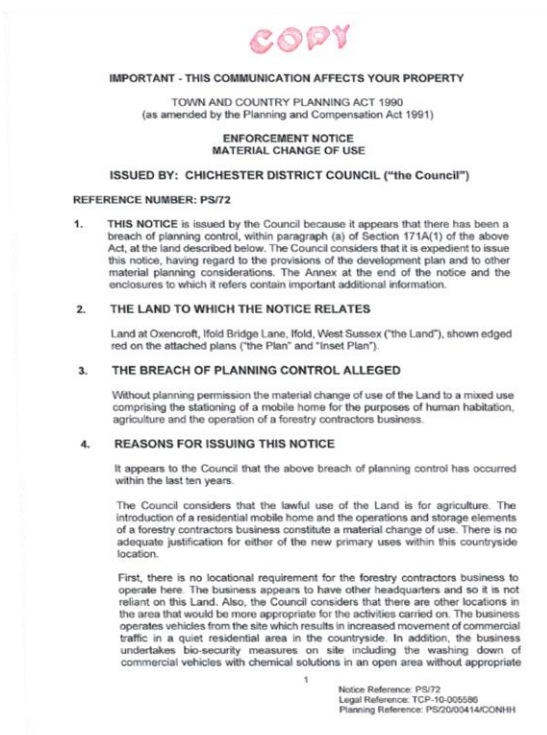 COPY
IMPORTANT - THIS COMMUNICATION AFFECTS YOUR PROPERTY
TOWN AND COUNTRY PLANNING ACT 1990
(as amended by the Planning and Compensation Act 1991)
ENFORCEMENT NOTICE
MATERIAL CHANGE OF USE
ISSUED BY: CHICHESTER DISTRICT COUNCIL ("the Council")
REFERENCE NUMBER: PS/72
1. THIS NOTICE is issued by the Council because it appears that there has been a
breach of planning control, within paragraph (a) of Section 171A(1) of the above
Act, at the land described below. The Council considers that it is expedient to issue
this notice, having regard to the provisions of the development plan and to other
material planning considerations. The Annex at the end of the notice and the
enclosures to which it refers contain important additional information.
2. THE LAND TO WHICH THE NOTICE RELATES
Land at Oxencroft, Ifold Bridge Lane, Ifold, West Sussex ("the Land"), shown edged
red on the attached plans ("the Plan" and "Inset Plan").
3. THE BREACH OF PLANNING CONTROL ALLEGED
Without planning permission the material change of use of the Land to a mixed use
comprising the stationing of a mobile home for the purposes of human habitation,
agriculture and the operation of a forestry contractors business.
4. REASONS FOR ISSUING THIS NOTICE
It appears to the Council that the above breach of planning control has occurred
within the last ten years.
The Council considers that the lawful use of the Land is for agriculture. The
introduction of a residential mobile home and the operations and storage elements
of a forestry contractors business constitute a material change of use. There is no
adequate justification for either of the new primary uses within this countryside
location.
First, there is no locational requirement for the forestry contractors business to
operate here. The business appears to have other headquarters and so it is not
reliant on this Land. Also, the Council considers that there are other locations in
the area that would be more appropriate for the activities carried on. The business
operates vehicles from the site which results in increased movement of commercial
traffic in a quiet residential area in the countryside. In addition, the business
undertakes bio-security measures on site including the washing down of
commercial vehicles with chemical solutions in an open area without appropriate
1
Notice Reference: PS/72
Legal Reference: TCP-10-005586
Planning Reference: PS/20/00414/CONHH